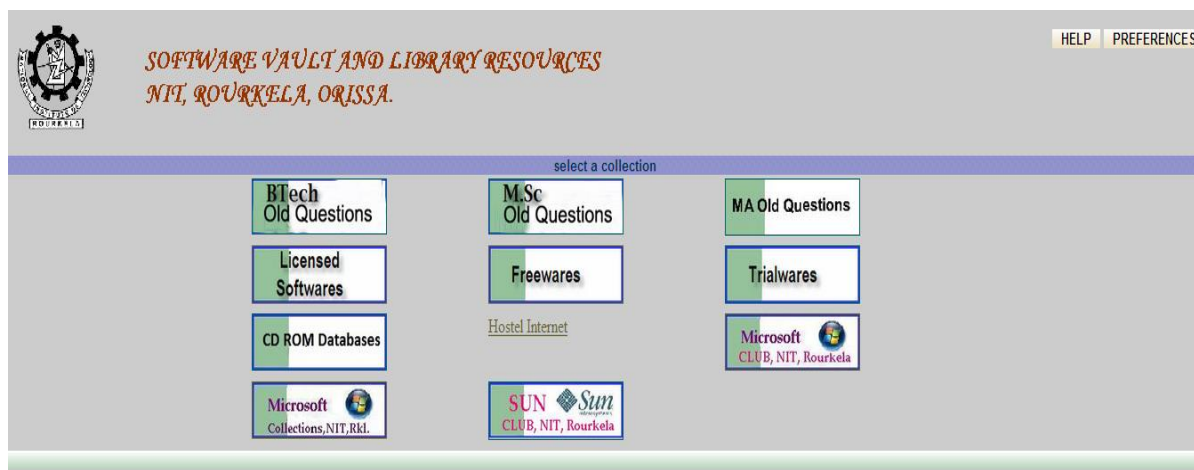 SOFTWARE VAULT AND LIBRARY RESOURCES
NIT, ROURKELA, ORISSA.
ROURKELA
HELP PREFERENCES
select a collection
BTech
Old Questions
M.Sc
Old Questions
MA Old Questions
Licensed
Softwares
Freewares
Trialwares
CD ROM Databases
Hostel Internet
Microsoft
CLUB, NIT, Rourkela
Microsoft
Collections,NIT,Rkl.
SUN Sun
CLUB, NIT, Rourkela